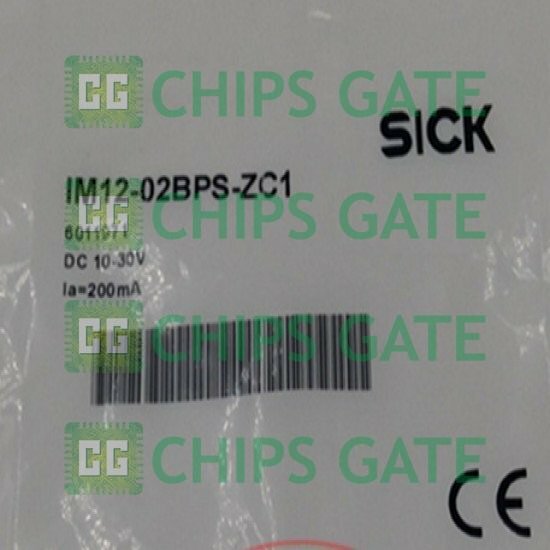 CG CHIPS GATE
SICK
IM12-02BPS-ZC1
CG CHIPS GATE
6011971
DC 10-30V
Ia=200mA
CG CHIPS GATE
CG CHIPS GATE
CE